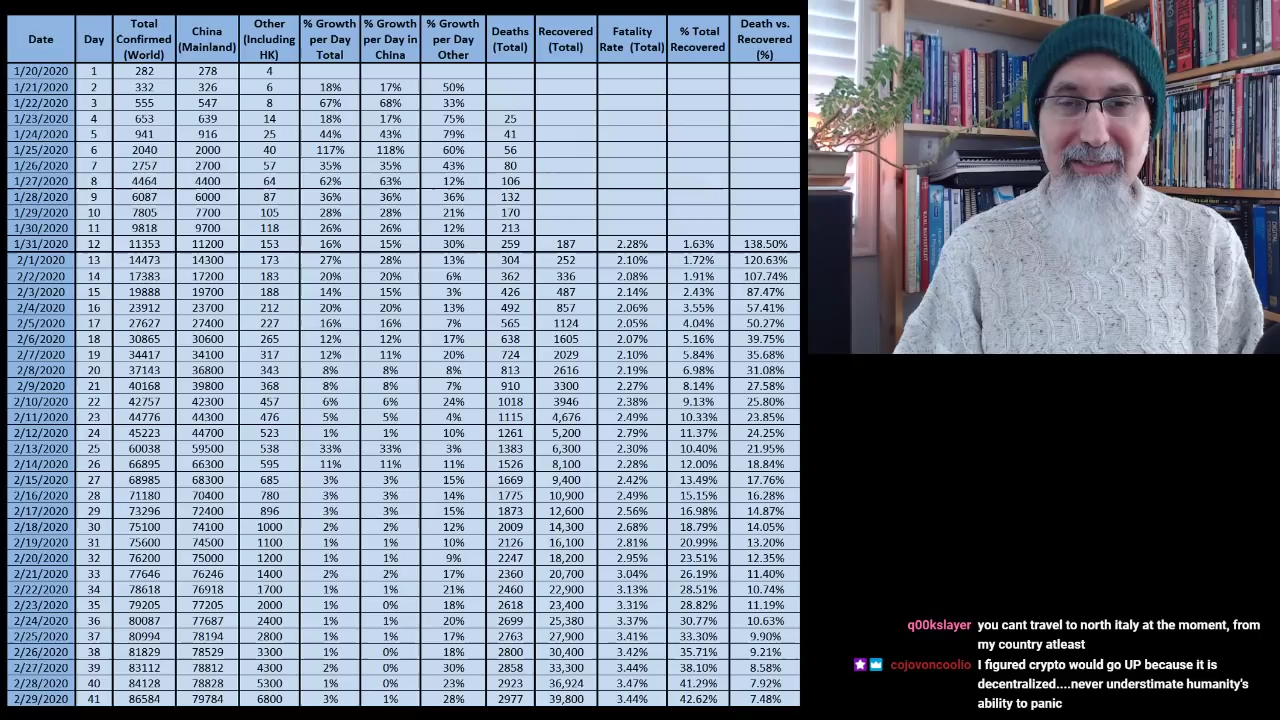 Date Day Total Confirmed (World) China (Mainland) Other (Including HK) % Growth per Day Total % Growth per Day in China % Growth per Day Other Deaths (Total) Recovered (Total) Fatality Rate (Total) % Total Recovered Death vs. Recovered (%)
1/20/2020 1 282 278 4
1/21/2020 2 332 326 6 18% 17% 50%
1/22/2020 3 555 547 8 67% 68% 33%
1/23/2020 4 653 639 14 18% 17% 75% 25
1/24/2020 5 941 916 25 44% 43% 79% 41
1/25/2020 6 2040 2000 40 117% 118% 60% 56
1/26/2020 7 2757 2700 57 35% 35% 43% 80
1/27/2020 8 4464 4400 64 62% 63% 12% 106
1/28/2020 9 6087 6000 87 36% 36% 36% 132
1/29/2020 10 7805 7700 105 28% 28% 21% 170
1/30/2020 11 9818 9700 118 26% 26% 12% 213
1/31/2020 12 11353 11200 153 16% 15% 30% 259 187 2.28% 1.63% 138.50%
2/1/2020 13 14473 14300 173 27% 28% 13% 304 252 2.10% 1.72% 120.63%
2/2/2020 14 17383 17200 183 20% 20% 6% 362 336 2.08% 1.91% 107.74%
2/3/2020 15 19888 19700 188 14% 15% 3% 426 487 2.14% 2.43% 87.47%
2/4/2020 16 23912 23700 212 20% 20% 13% 492 857 2.06% 3.55% 57.41%
2/5/2020 17 27627 27400 227 16% 16% 7% 565 1124 2.05% 4.04% 50.27%
2/6/2020 18 30865 30600 265 12% 12% 17% 638 1605 2.07% 5.16% 39.75%
2/7/2020 19 34417 34100 317 12% 11% 20% 724 2029 2.10% 5.84% 35.68%
2/8/2020 20 37143 36800 343 8% 8% 8% 813 2616 2.19% 6.98% 31.08%
2/9/2020 21 40168 39800 368 8% 8% 7% 910 3300 2.27% 8.14% 27.58%
2/10/2020 22 42757 42300 457 6% 6% 24% 1018 3946 2.38% 9.13% 25.80%
2/11/2020 23 44776 44300 476 5% 5% 4% 1115 4,676 2.49% 10.33% 23.85%
2/12/2020 24 45223 44700 523 1% 1% 10% 1261 5,200 2.79% 11.37% 24.25%
2/13/2020 25 60038 59500 538 33% 33% 3% 1383 6,300 2.30% 10.40% 21.95%
2/14/2020 26 66895 66300 595 11% 11% 11% 1526 8,100 2.28% 12.00% 18.84%
2/15/2020 27 68985 68300 685 3% 3% 15% 1669 9,400 2.42% 13.49% 17.76%
2/16/2020 28 71180 70400 780 3% 3% 14% 1775 10,900 2.49% 15.15% 16.28%
2/17/2020 29 73296 72400 896 3% 3% 15% 1873 12,600 2.56% 16.98% 14.87%
2/18/2020 30 75100 74100 1000 2% 2% 12% 2009 14,300 2.68% 18.79% 14.05%
2/19/2020 31 75600 74500 1100 1% 1% 10% 2126 16,100 2.81% 20.99% 13.20%
2/20/2020 32 76200 75000 1200 1% 1% 9% 2247 18,200 2.95% 23.51% 12.35%
2/21/2020 33 77646 76246 1400 2% 2% 17% 2360 20,700 3.04% 26.19% 11.40%
2/22/2020 34 78618 76918 1700 1% 1% 21% 2460 22,900 3.13% 28.51% 10.74%
2/23/2020 35 79205 77205 2000 1% 0% 18% 2618 23,400 3.31% 28.82% 11.19%
2/24/2020 36 80087 77687 2400 1% 1% 20% 2699 25,380 3.37% 30.77% 10.63%
2/25/2020 37 80994 78194 2800 1% 1% 17% 2763 27,900 3.41% 33.30% 9.90%
2/26/2020 38 81829 78529 3300 1% 0% 18% 2800 30,400 3.42% 35.71% 9.21%
2/27/2020 39 83112 78812 4300 2% 0% 30% 2858 33,300 3.44% 38.10% 8.58%
2/28/2020 40 84128 78828 5300 1% 0% 23% 2923 36,924 3.47% 41.29% 7.92%
2/29/2020 41 86584 79784 6800 3% 1% 28% 2977 39,800 3.44% 42.62% 7.48%
q00kslayer you cant travel to north italy at the moment, from
my country atleast
cojovoncoolio I figured crypto would go UP because it is
decentralized....never understimate humanity's
ability to panic